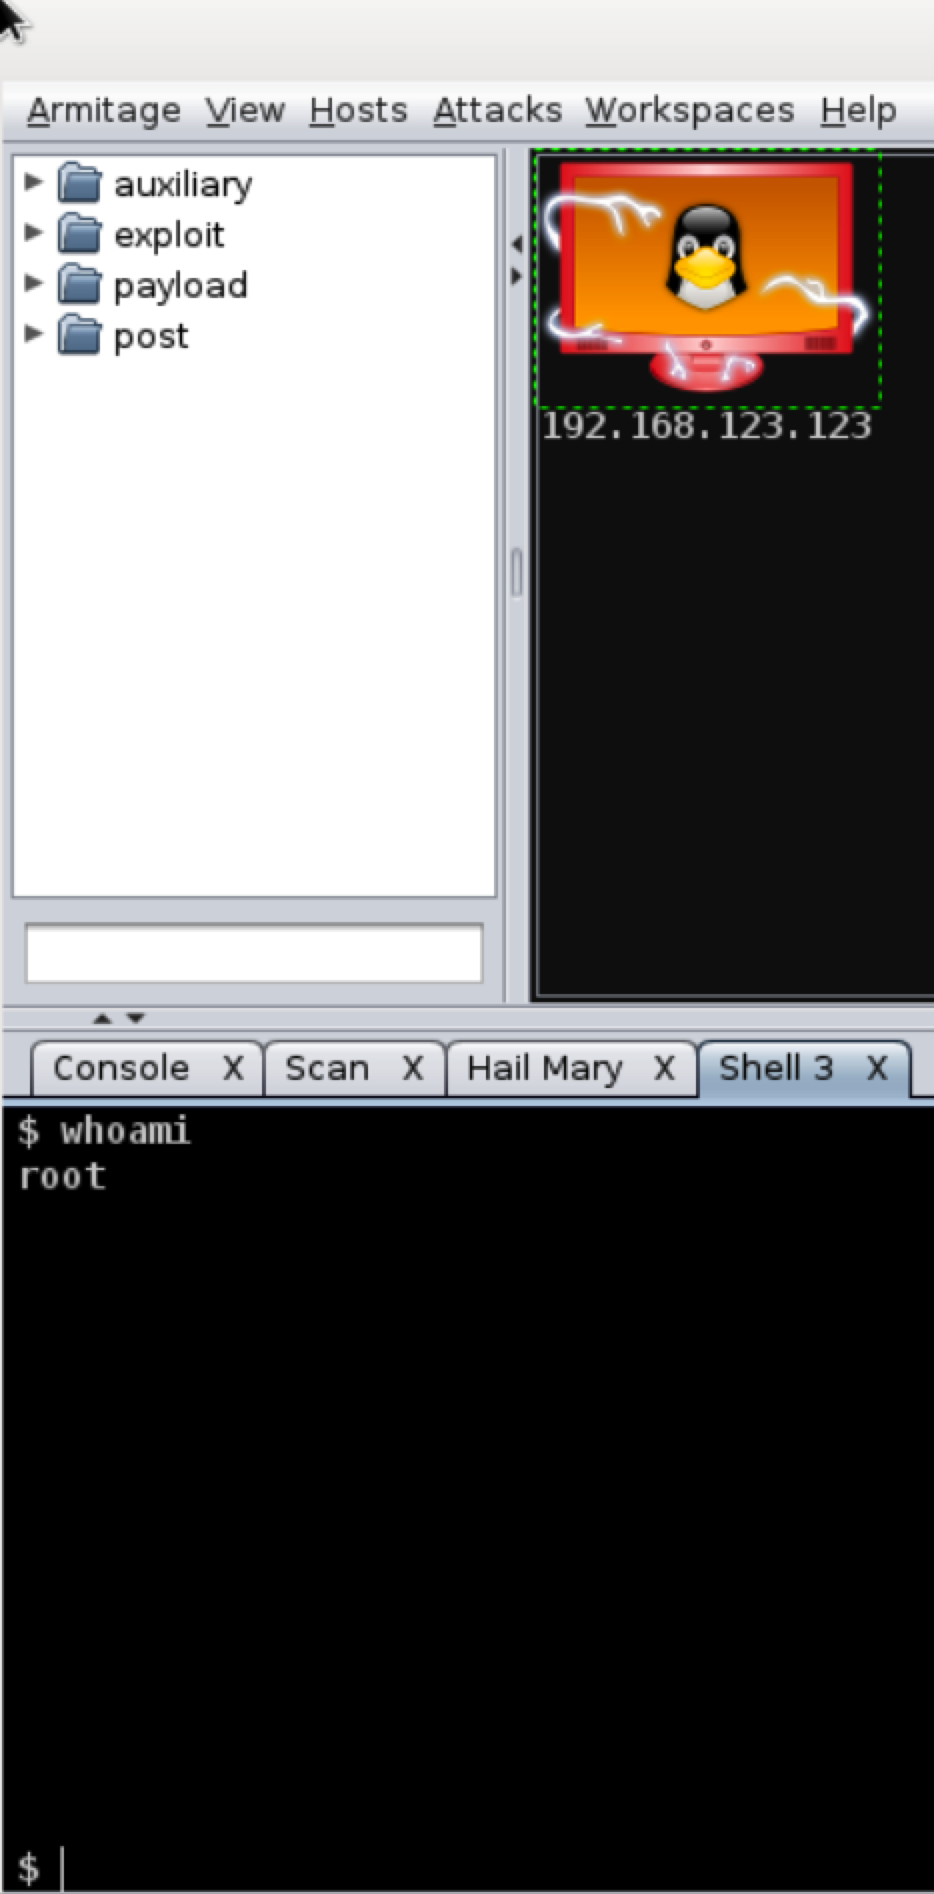 Armitage View Hosts Attacks Workspaces Help
auxiliary
exploit
payload
post
192.168.123.123
Console X Scan X Hail Mary X Shell 3 X
$ whoami
root
$